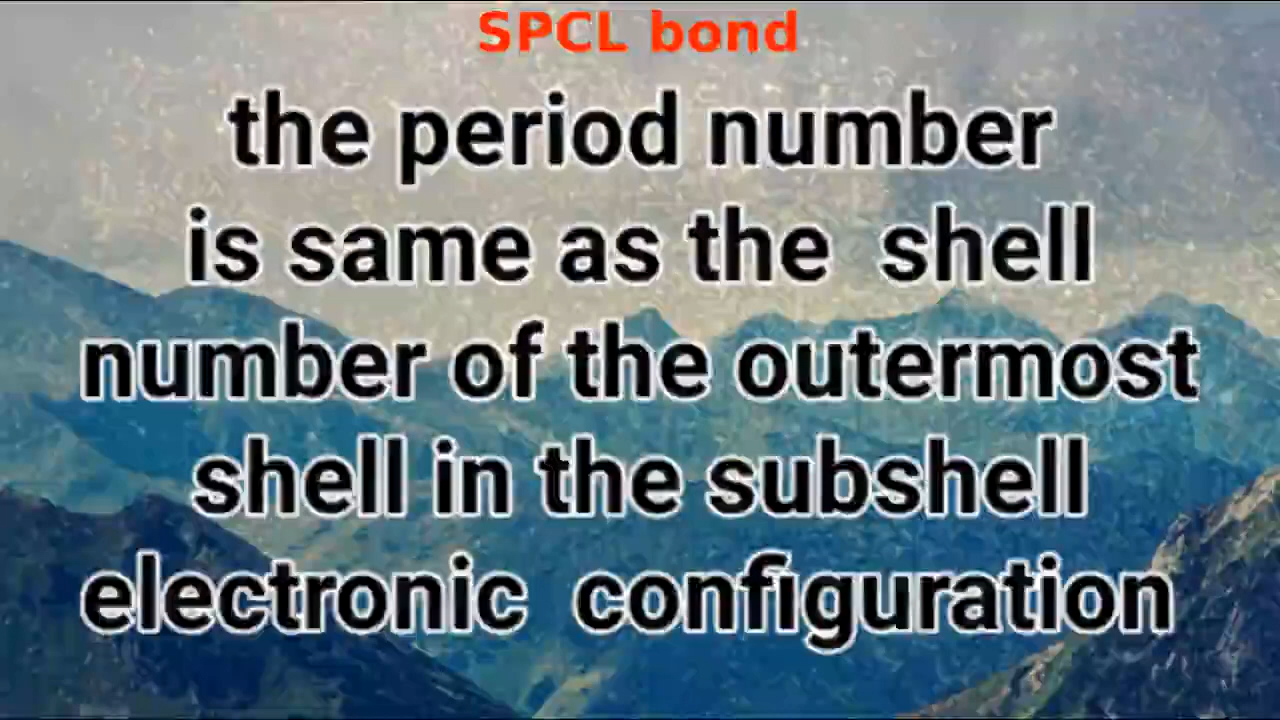 SPCL bond
the period number
is same as the shell
number of the outermost
shell in the subshell
electronic configuration